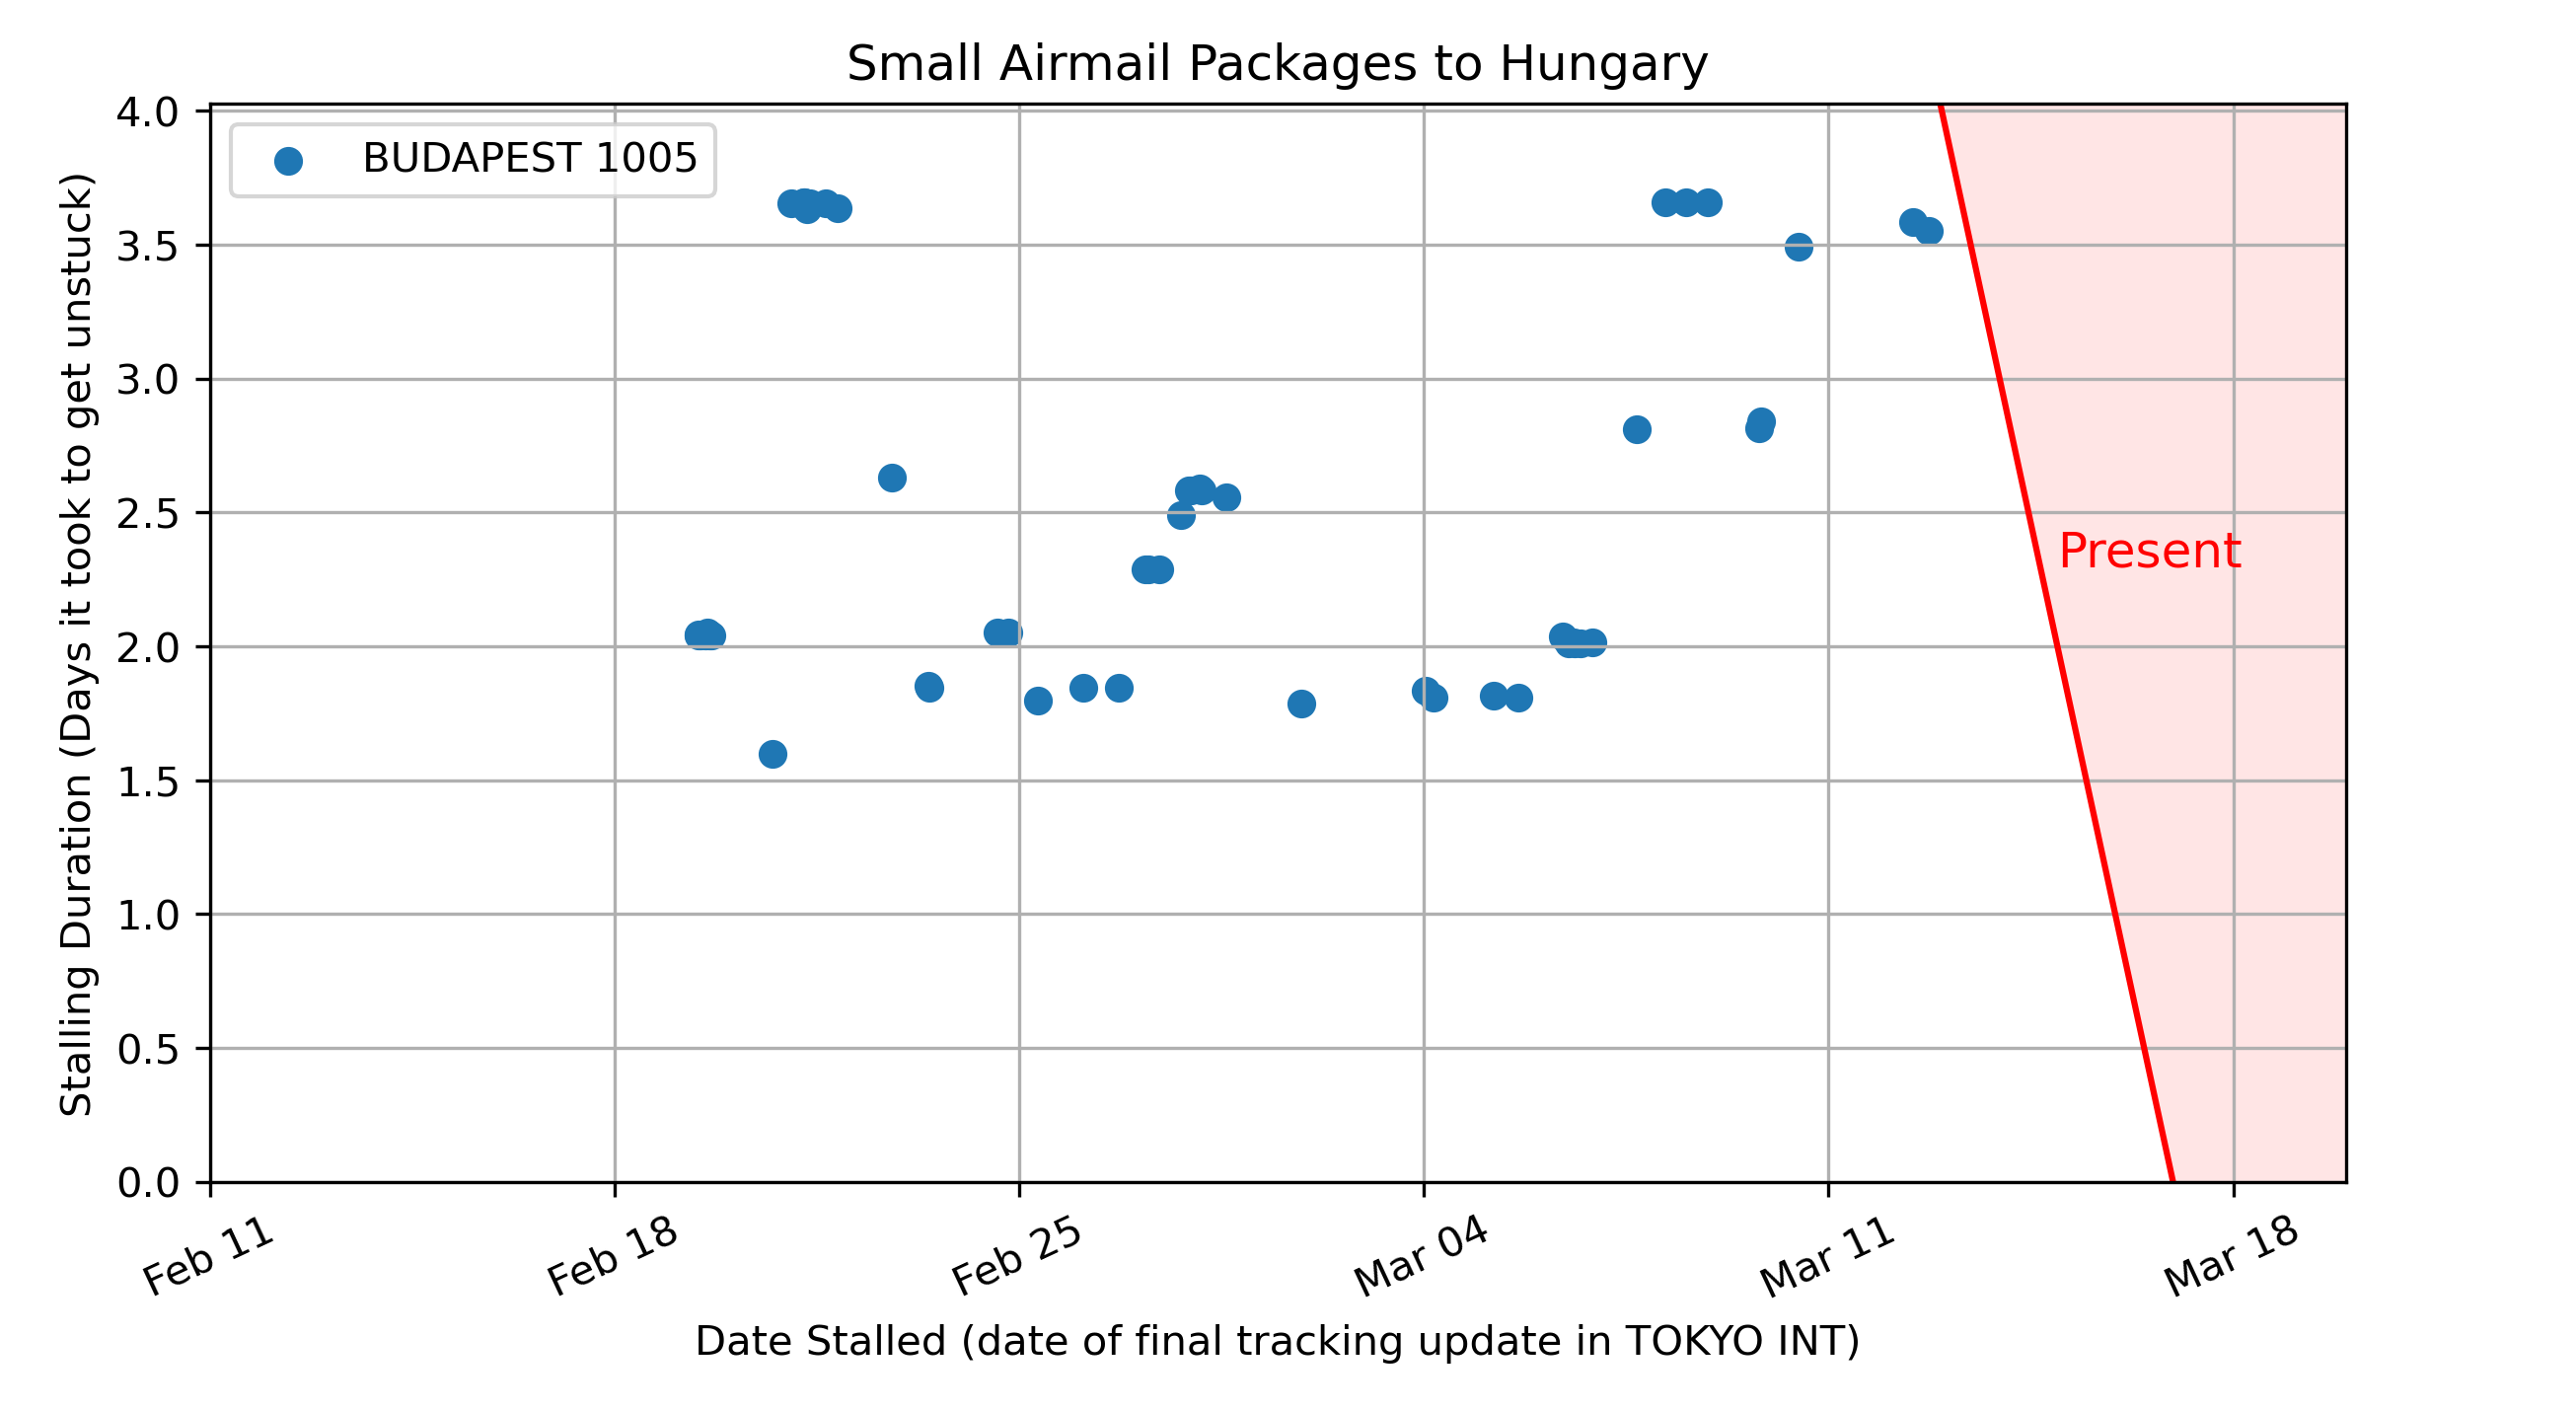 Small Airmail Packages to Hungary
BUDAPEST 1005
4.0
3.5
3.0
2.5
2.0
1.5
1.0
0.5
0.0
Stalling Duration (Days it took to get unstuck)
Present
Feb 11
Feb 18
Feb 25
Mar 04
Mar 11
Mar 18
Date Stalled (date of final tracking update in TOKYO INT)